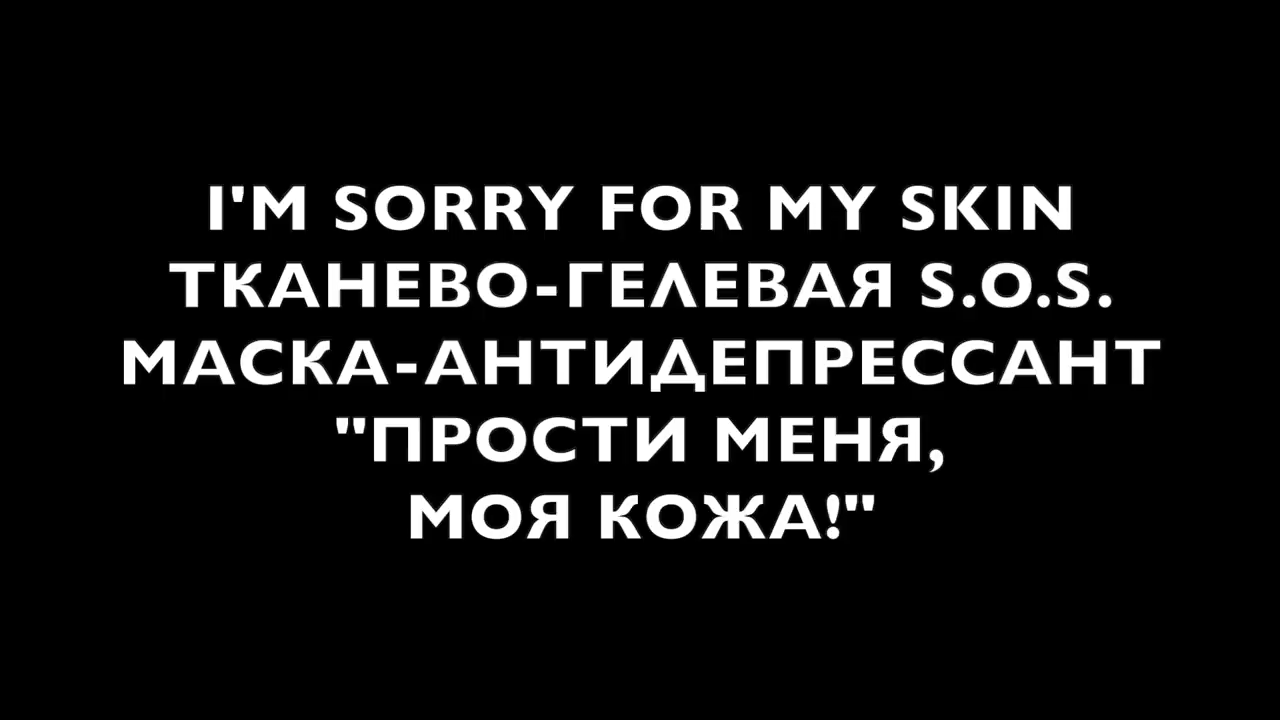 I'M SORRY FOR MY SKIN
ТКАНЕВО-ГЕЛЕВАЯ S.O.S.
МАСКА-АНТИДЕПРЕССАНТ
"ПРОСТИ МЕНЯ,
МОЯ КОЖА!"